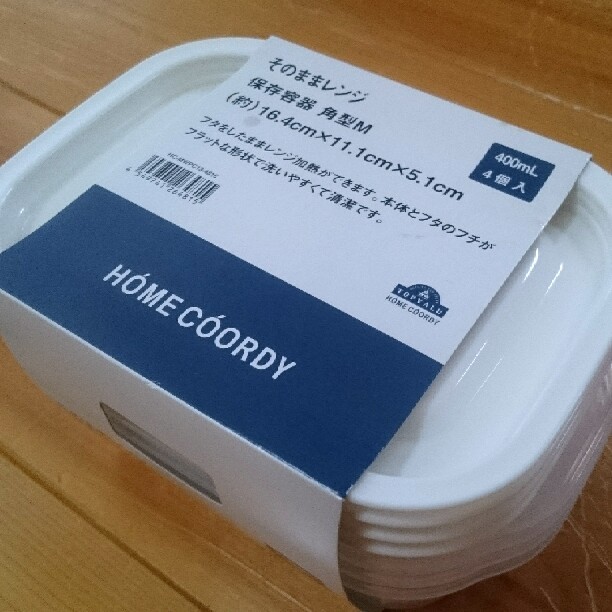 そのままレンジ
保存容器 角型M
(約)16.4cm×11.1cm×5.1cm
フタをしたままレンジ加熱ができます。本体とフタのフチが
フラットな形状で洗いやすくて清潔です。
400mL
4個入
TOPVALU
HOME COORDY
HÓME CÓORDY